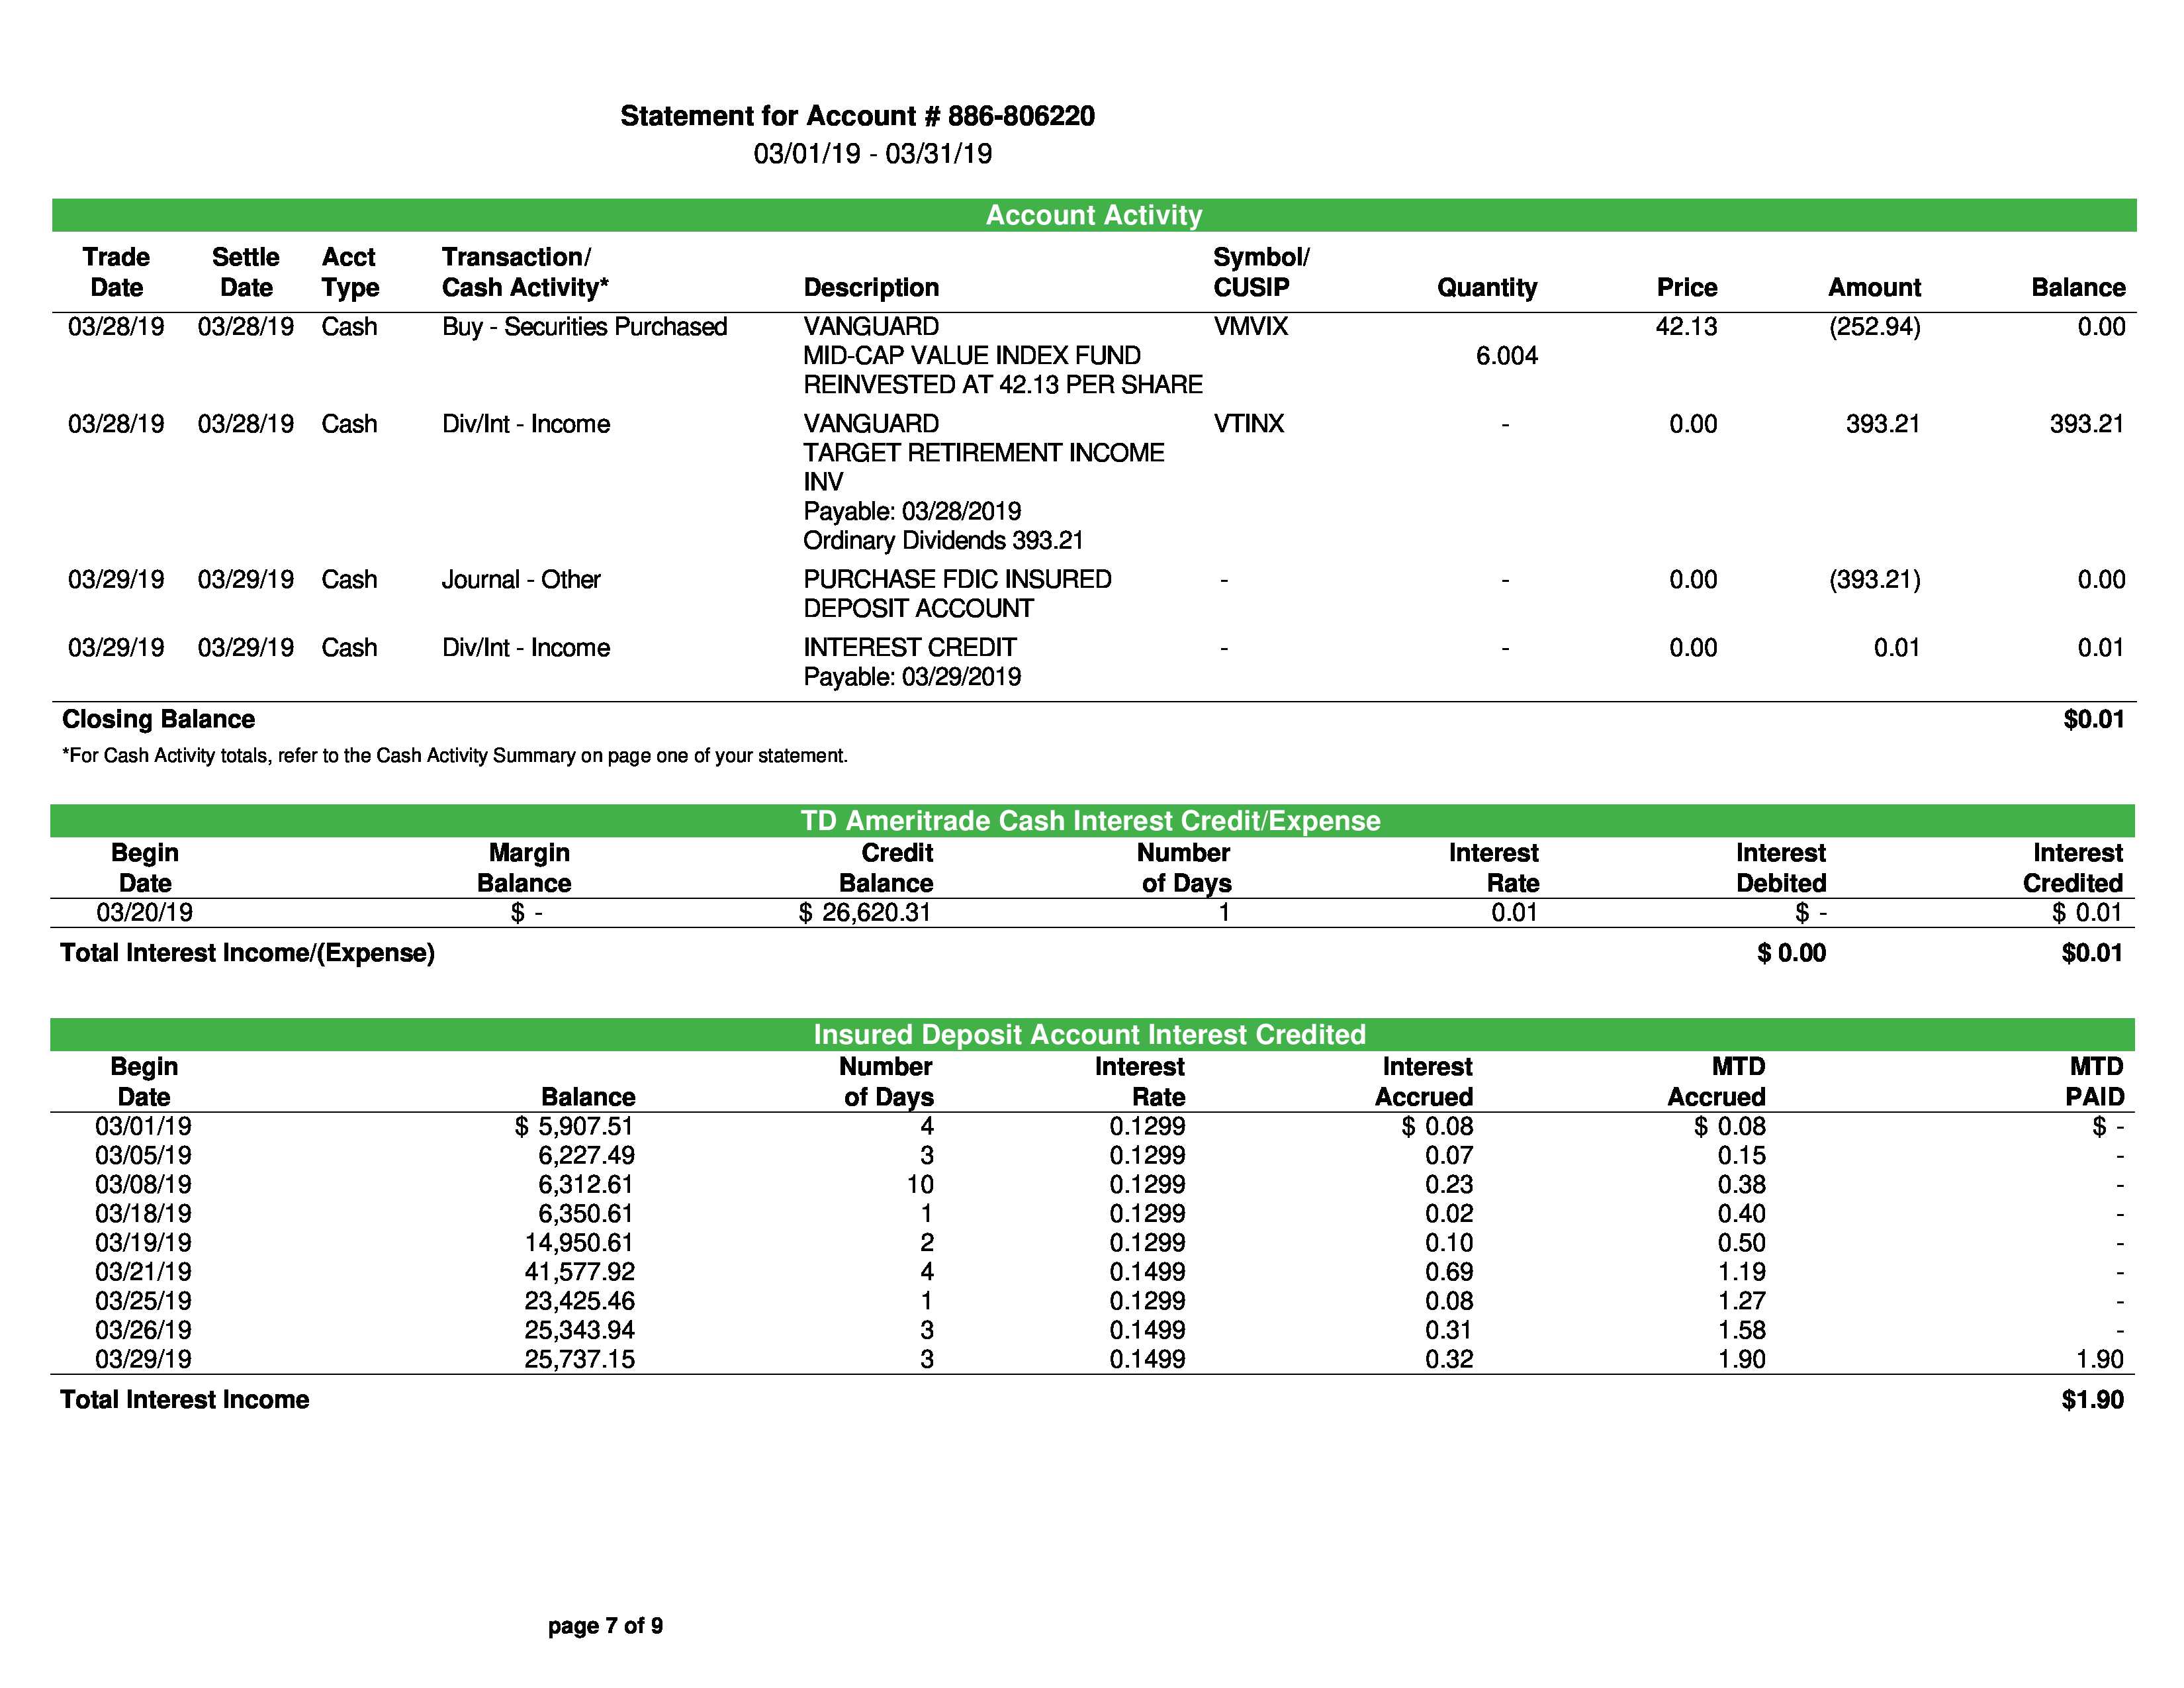 Statement for Account # 886-806220
03/01/19 - 03/31/19
Account Activity
Trade Settle Acct Transaction/ Symbol/
Date Date Type Cash Activity* Description CUSIP Quantity Price Amount Balance
03/28/19 03/28/19 Cash Buy - Securities Purchased VANGUARD VMVIX 42.13 (252.94) 0.00
MID-CAP VALUE INDEX FUND 6.004
REINVESTED AT 42.13 PER SHARE
03/28/19 03/28/19 Cash Div/Int - Income VANGUARD VTINX - 0.00 393.21 393.21
TARGET RETIREMENT INCOME
INV
Payable: 03/28/2019
Ordinary Dividends 393.21
03/29/19 03/29/19 Cash Journal - Other PURCHASE FDIC INSURED - - 0.00 (393.21) 0.00
DEPOSIT ACCOUNT
03/29/19 03/29/19 Cash Div/Int - Income INTEREST CREDIT - - 0.00 0.01 0.01
Payable: 03/29/2019
Closing Balance $0.01
*For Cash Activity totals, refer to the Cash Activity Summary on page one of your statement.
TD Ameritrade Cash Interest Credit/Expense
Begin Margin Credit Number Interest Interest Interest
Date Balance Balance of Days Rate Debited Credited
03/20/19 $ - $ 26,620.31 1 0.01 $ - $ 0.01
Total Interest Income/(Expense) $ 0.00 $0.01
Insured Deposit Account Interest Credited
Begin Number Interest Interest MTD MTD
Date Balance of Days Rate Accrued Accrued PAID
03/01/19 $ 5,907.51 4 0.1299 $ 0.08 $ 0.08 $ -
03/05/19 6,227.49 3 0.1299 0.07 0.15 -
03/08/19 6,312.61 10 0.1299 0.23 0.38 -
03/18/19 6,350.61 1 0.1299 0.02 0.40 -
03/19/19 14,950.61 2 0.1299 0.10 0.50 -
03/21/19 41,577.92 4 0.1499 0.69 1.19 -
03/25/19 23,425.46 1 0.1299 0.08 1.27 -
03/26/19 25,343.94 3 0.1499 0.31 1.58 -
03/29/19 25,737.15 3 0.1499 0.32 1.90 1.90
Total Interest Income $1.90
page 7 of 9